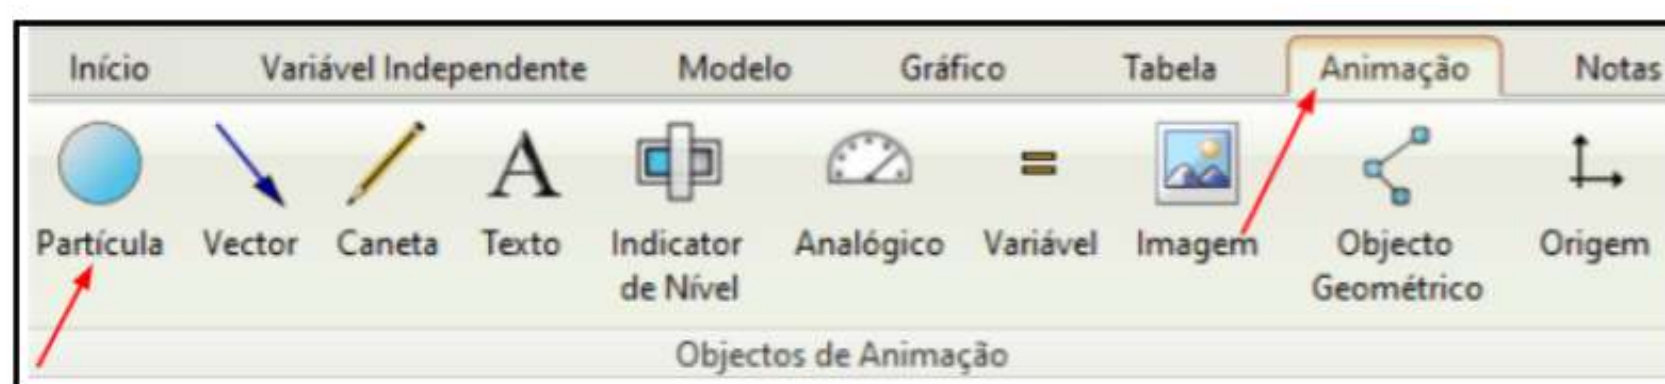 Início Variável Independente Modelo Gráfico Tabela Animação Notas
A
Partícula Vector Caneta Texto Indicator de Nível Analógico Variável Imagem Objecto Geométrico Origem
Objectos de Animação